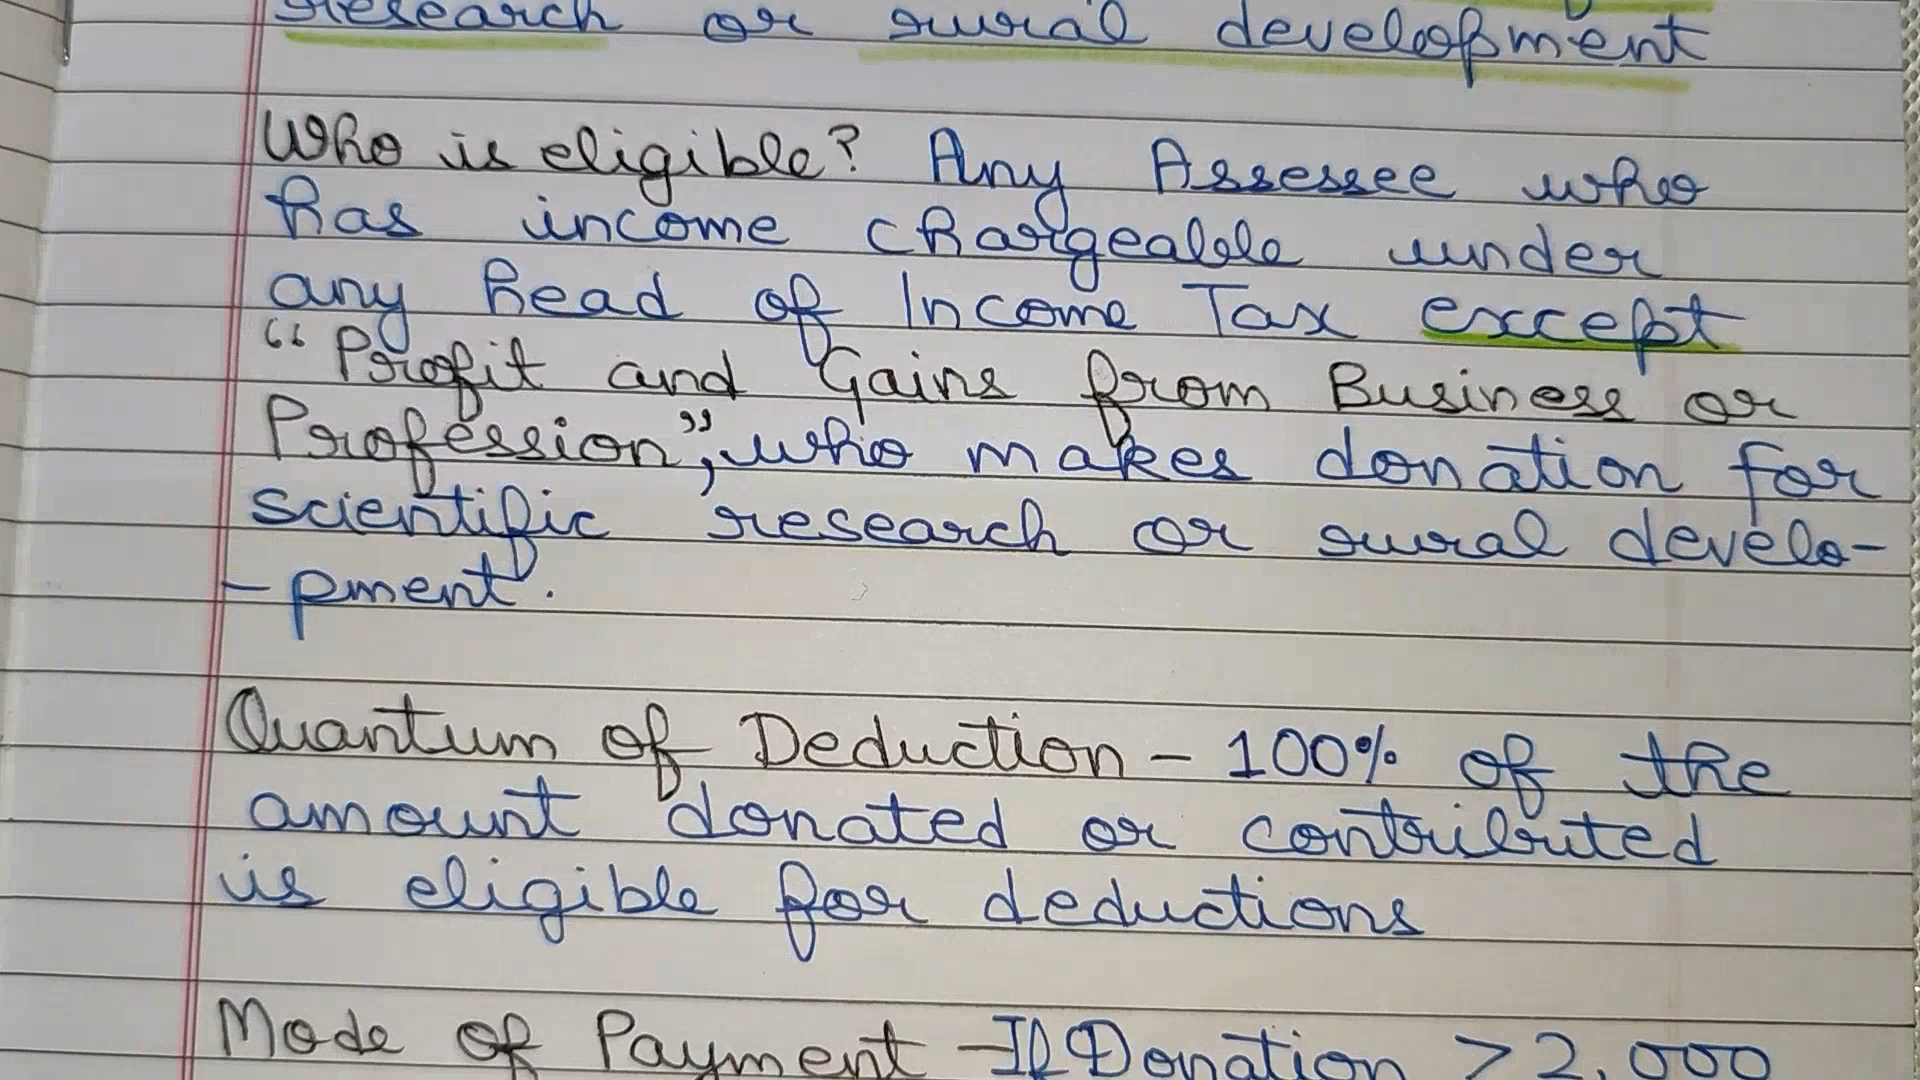 research or rural development
Who is eligible? Any Assessee who
has income chargeable under
any head of Income Tax except
“Profit and Gains from Business or
Profession”, who makes donation for
scientific research or rural develo-
-pment.
Quantum of Deduction - 100% of the
amount donated or contributed
is eligible for deductions
Mode of Payment - If Donation > 2,000